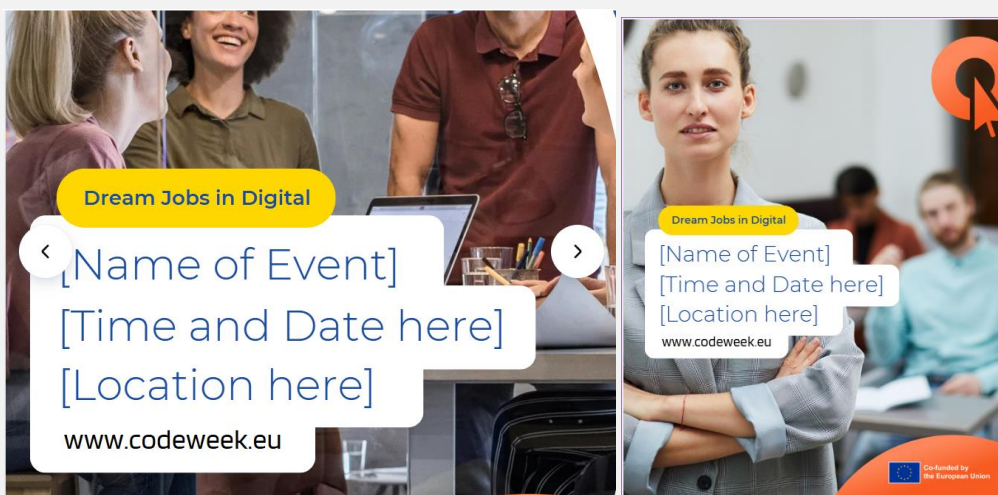 Dream Jobs in Digital
[Name of Event]
[Time and Date here]
[Location here]
www.codeweek.eu
Dream Jobs in Digital
[Name of Event]
[Time and Date here]
[Location here]
www.codeweek.eu
Co-funded by
the European Union